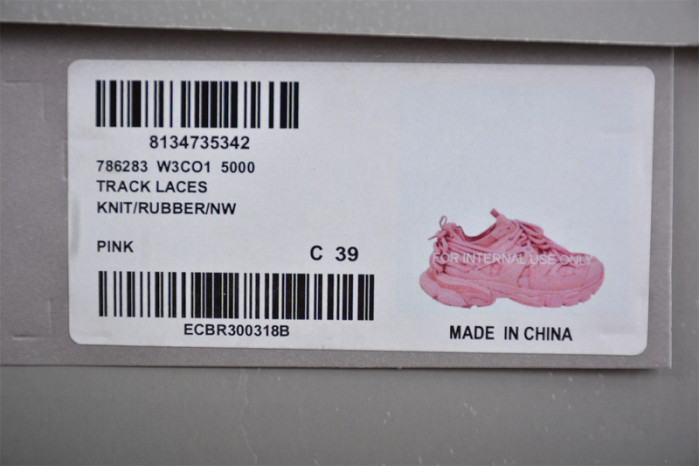 8134735342
786283 W3CO1 5000
TRACK LACES
KNIT/RUBBER/NW
PINK
C 39
ECBR300318B
FOR INTERNAL USE ONLY
MADE IN CHINA